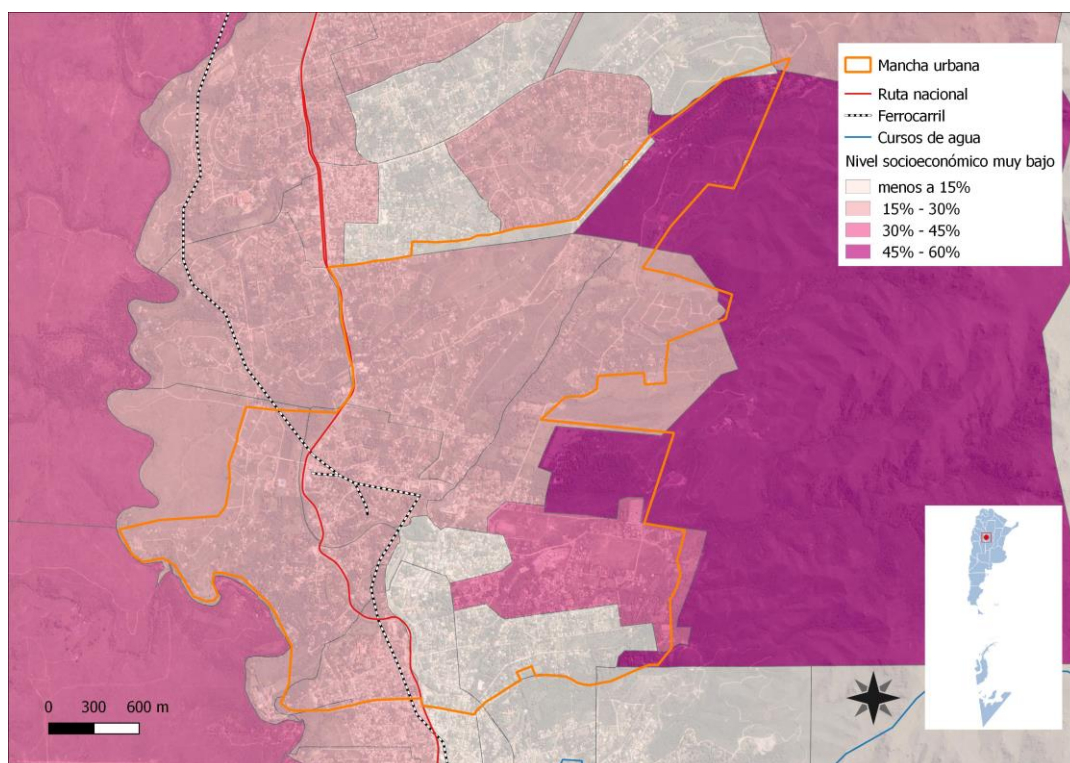 Mancha urbana
Ruta nacional
Ferrocarril
Cursos de agua
Nivel socioeconómico muy bajo
menos a 15%
15% - 30%
30% - 45%
45% - 60%
0 300 600 m